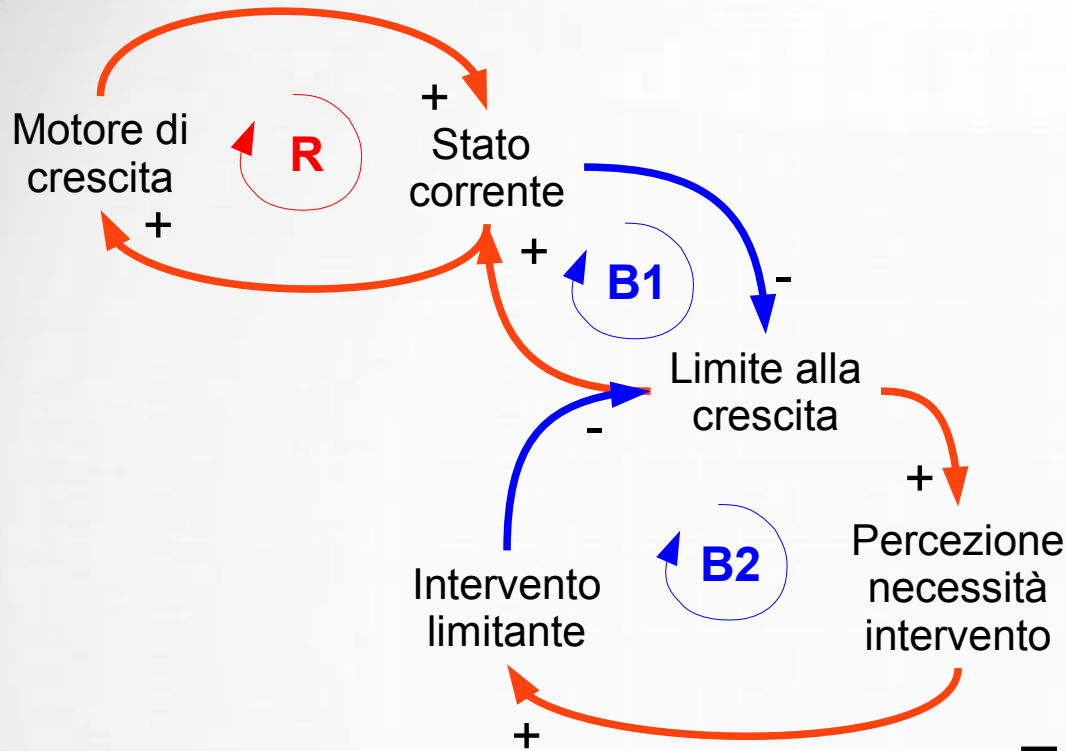 Motore di
crescita
+
R
+
Stato
corrente
+
B1
-
Limite alla
crescita
-
+
B2
Intervento
limitante
Percezione
necessità
intervento
+